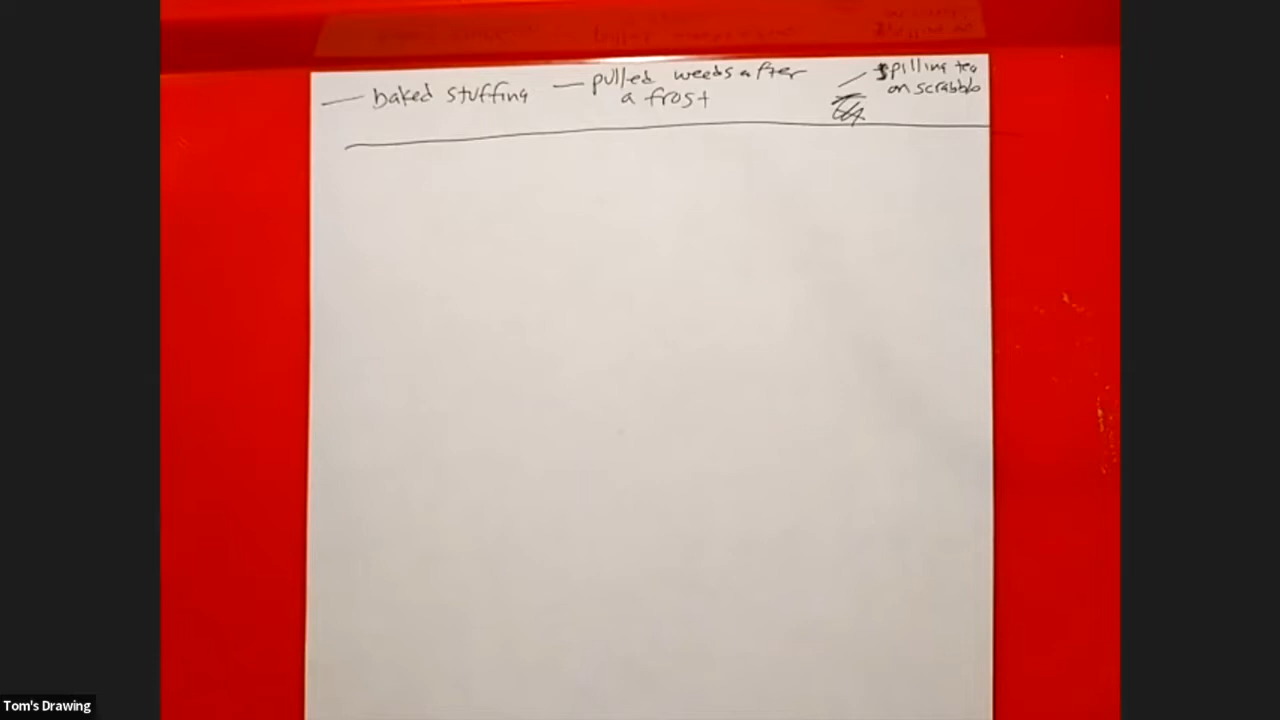 — baked stuffing
— pulled weeds after
a frost
— spilling tea
on scrabble
Tom's Drawing